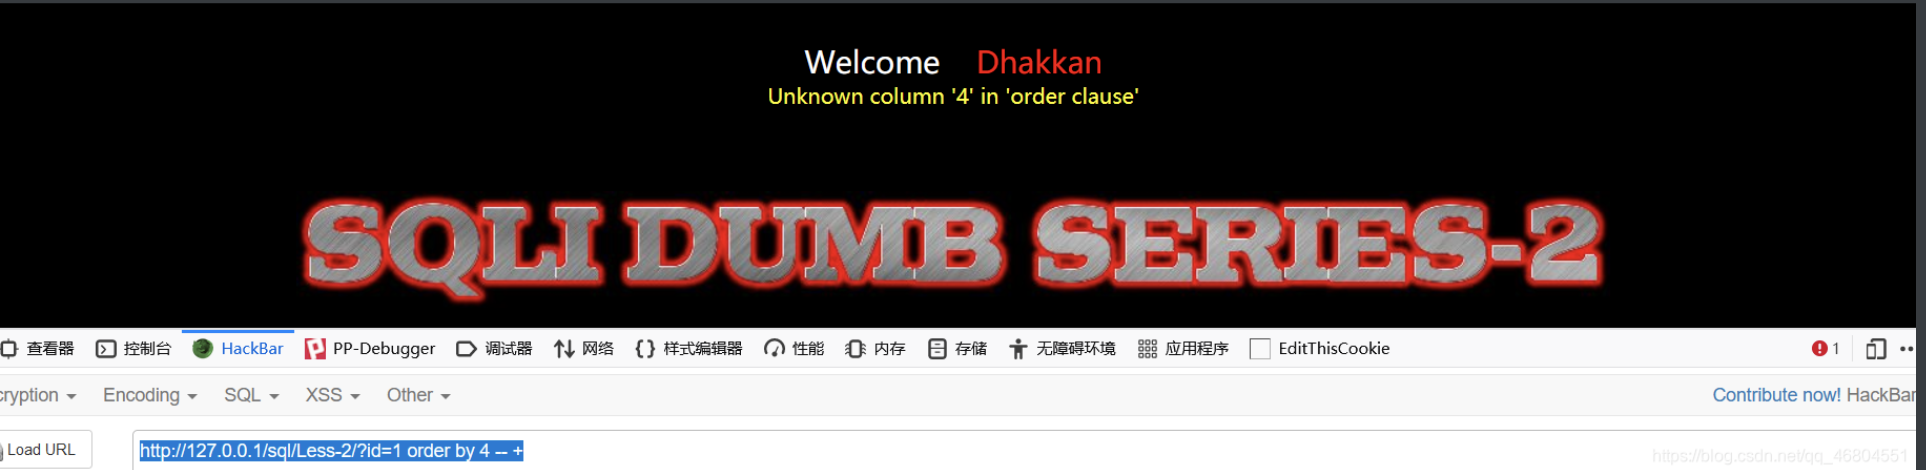 Welcome Dhakkan
Unknown column '4' in 'order clause'
SQLI DUMB SERIES-2
查看器 控制台 HackBar PP-Debugger 调试器 网络 样式编辑器 性能 内存 存储 无障碍环境 应用程序 EditThisCookie 1
cryption Encoding SQL XSS Other Contribute now! HackBar
Load URL http://127.0.0.1/sql/Less-2/?id=1 order by 4 -- +
https://blog.csdn.net/qq_46804551